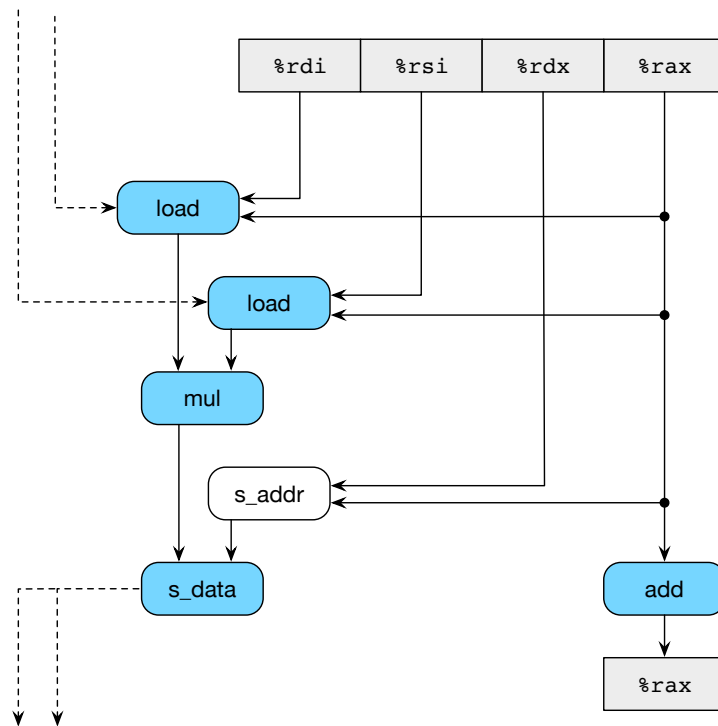 %rdi %rsi %rdx %rax
load
load
mul
s_addr
s_data add
%rax